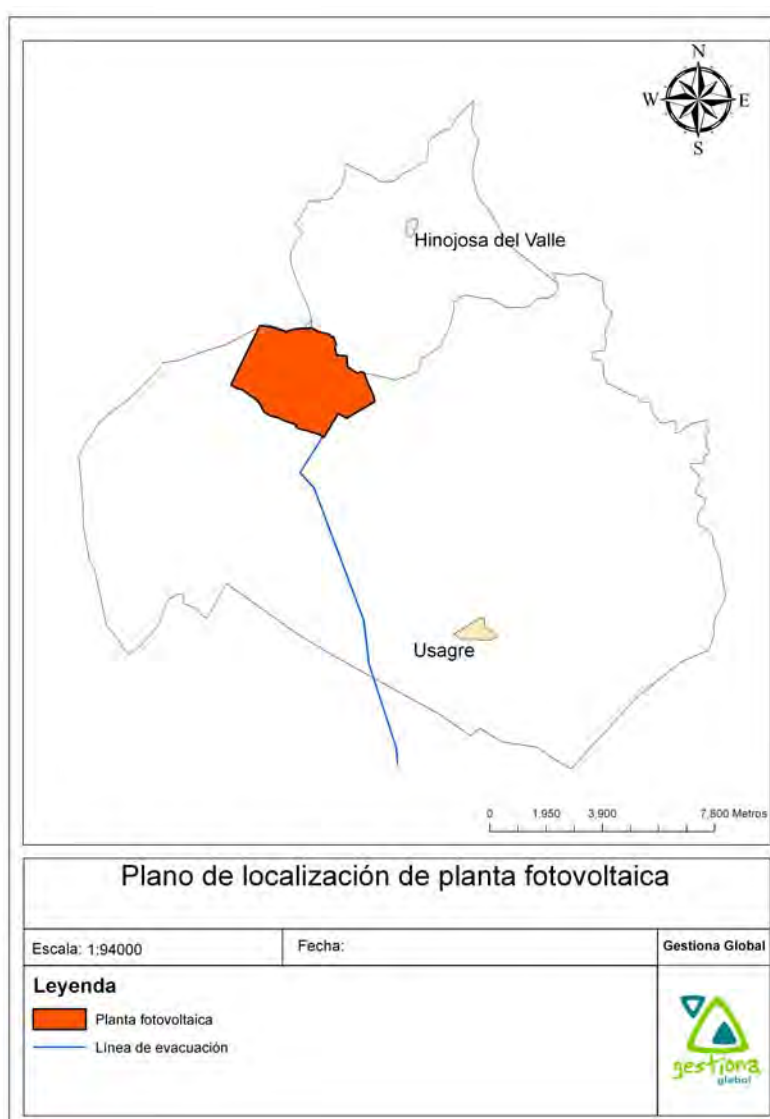 N
W E
S
Hinojosa del Valle
Usagre
0 1,950 3,900 7,800 Metros
Plano de localización de planta fotovoltaica
Escala: 1:94000 Fecha: Gestiona Global
Leyenda
Planta fotovoltaica
Línea de evacuación
gestiona
global